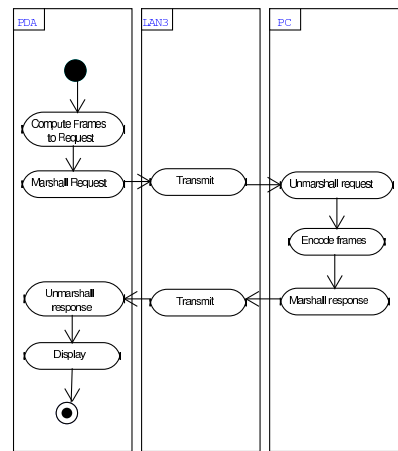 PDA
LAN3
PC
Compute Frames
to Request
Marshall Request
Transmit
Unmarshall request
Encode frames
Unmarshall
response
Transmit
Marshall response
Display